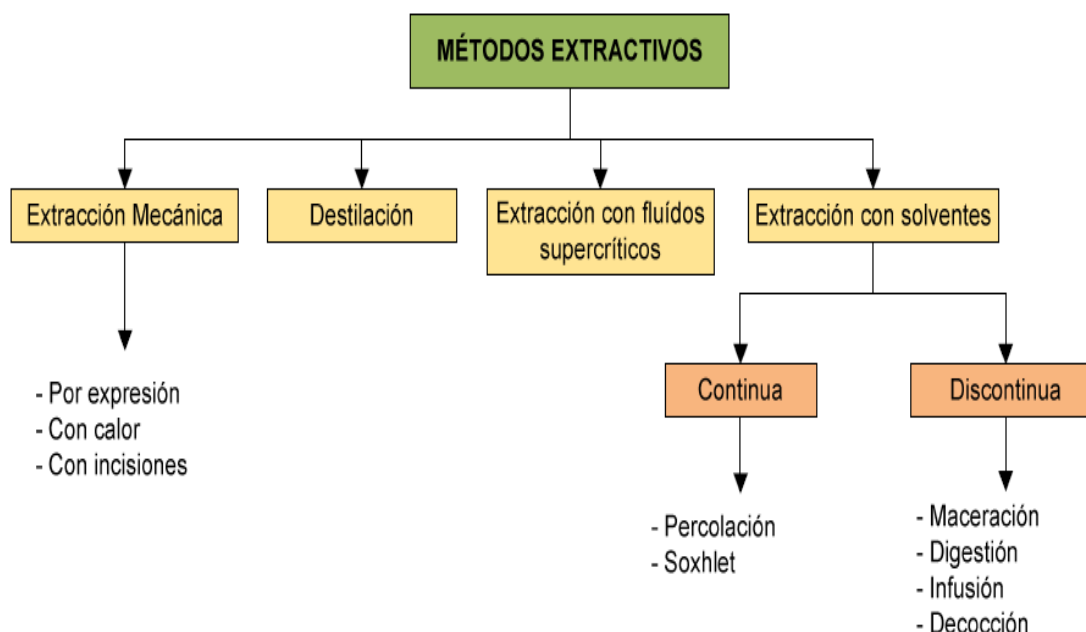 MÉTODOS EXTRACTIVOS
Extracción Mecánica
Destilación
Extracción con fluídos
supercríticos
Extracción con solventes
- Por expresión
- Con calor
- Con incisiones
Continua
Discontinua
- Percolación
- Soxhlet
- Maceración
- Digestión
- Infusión
- Decocción